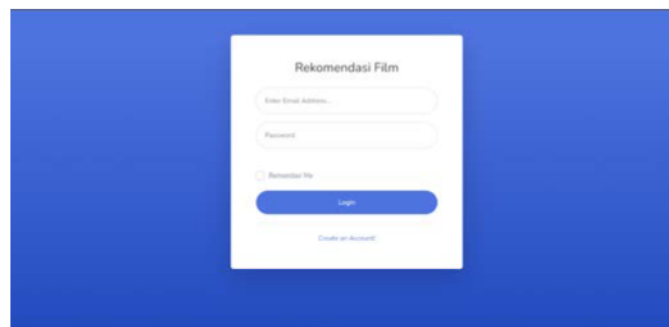 Rekomendasi Film
Enter Email Address...
Password
Remember Me
Login
Create an Account!